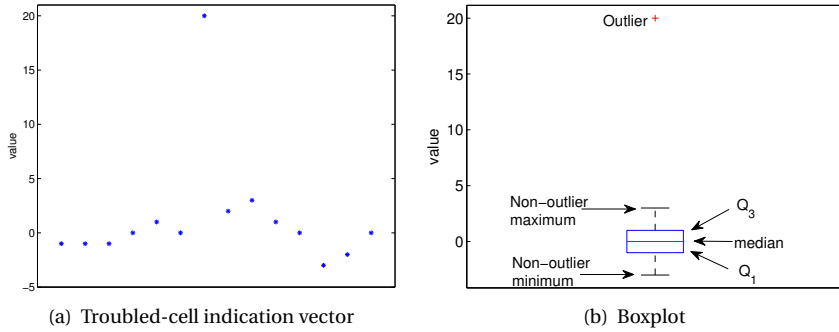 20
15
10
5
0
−5
value
(a) Troubled-cell indication vector
20
15
10
5
0
value
Outlier
Non−outlier
maximum
Q3
median
Non−outlier
minimum
Q1
(b) Boxplot